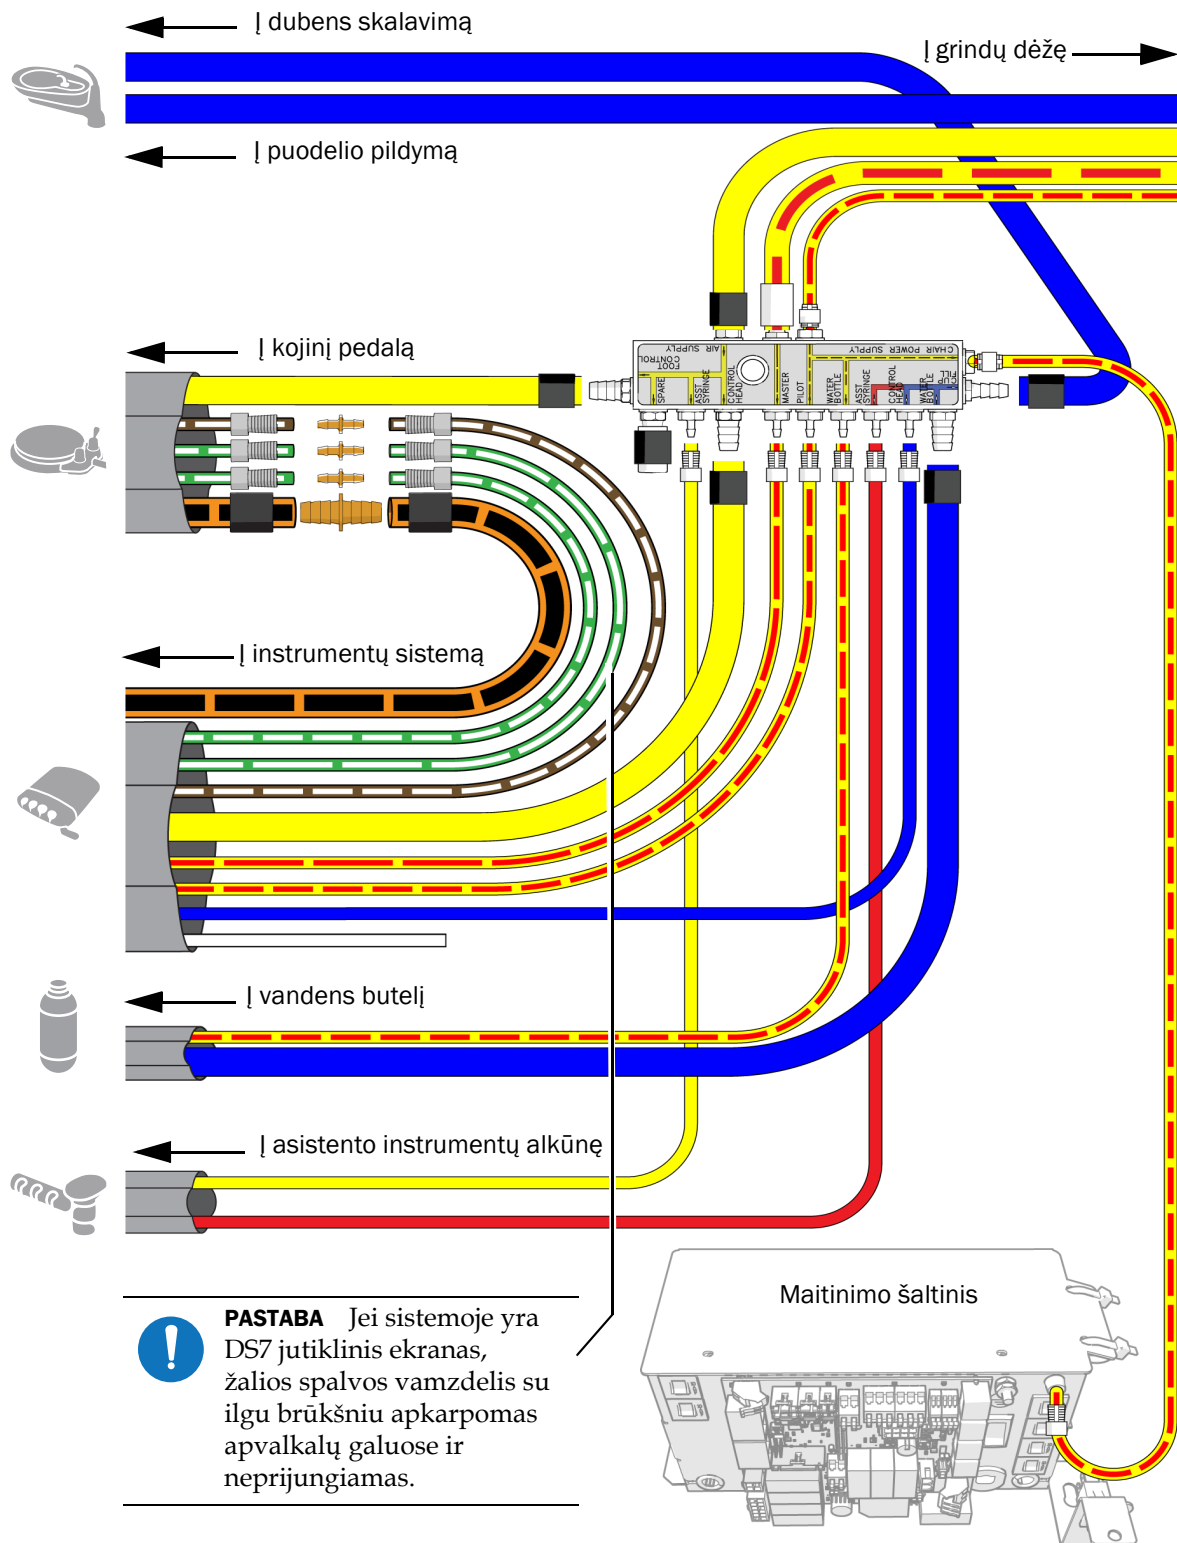 Į dubens skalavimą
Į grindų dėžę
Į puodelio pildymą
Į kojinį pedalą
AIR SUPPLY
FOOT CONTROL
CHAIR POWER SUPPLY
SPARE
ASST SYRINGE
CONTROL HEAD
MASTER
PILOT
WATER BOTTLE
ASST SYRINGE
CONTROL HEAD
WATER BOTTLE
FILL
Į instrumentų sistemą
Į vandens butelį
Į asistento instrumentų alkūnę
Maitinimo šaltinis
PASTABA Jei sistemoje yra
DS7 jutiklinis ekranas,
žalios spalvos vamzdelis su
ilgu brūkšniu apkarpomas
apvalkalų galuose ir
neprijungiamas.